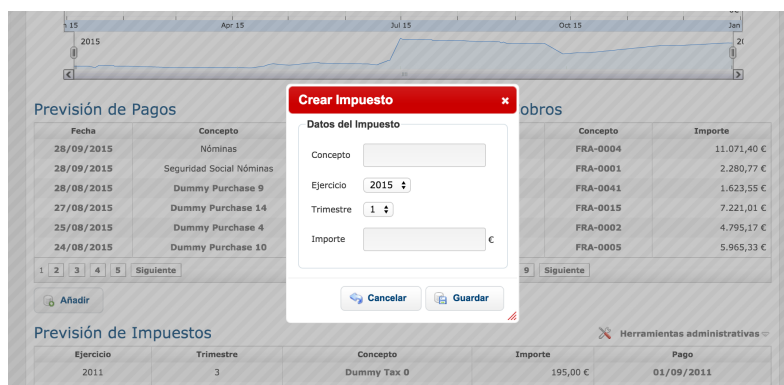 Apr 15
Jul 15
Oct 15
Jan
2015
Previsión de Pagos
obros
Fecha Concepto
Concepto Importe
28/09/2015 Nóminas
FRA-0004 11.071,40 €
28/09/2015 Seguridad Social Nóminas
FRA-0001 2.280,77 €
28/08/2015 Dummy Purchase 9
FRA-0041 1.623,55 €
27/08/2015 Dummy Purchase 14
FRA-0015 7.221,01 €
25/08/2015 Dummy Purchase 4
FRA-0002 4.795,17 €
24/08/2015 Dummy Purchase 10
FRA-0005 5.965,33 €
1 2 3 4 5 Siguiente
9 Siguiente
Crear Impuesto
Datos del Impuesto
Concepto
Ejercicio 2015
Trimestre 1
Importe €
Cancelar Guardar
Añadir
Previsión de Impuestos
Herramientas administrativas
Ejercicio Trimestre Concepto Importe Pago
2011 3 Dummy Tax 0 195,00 € 01/09/2011